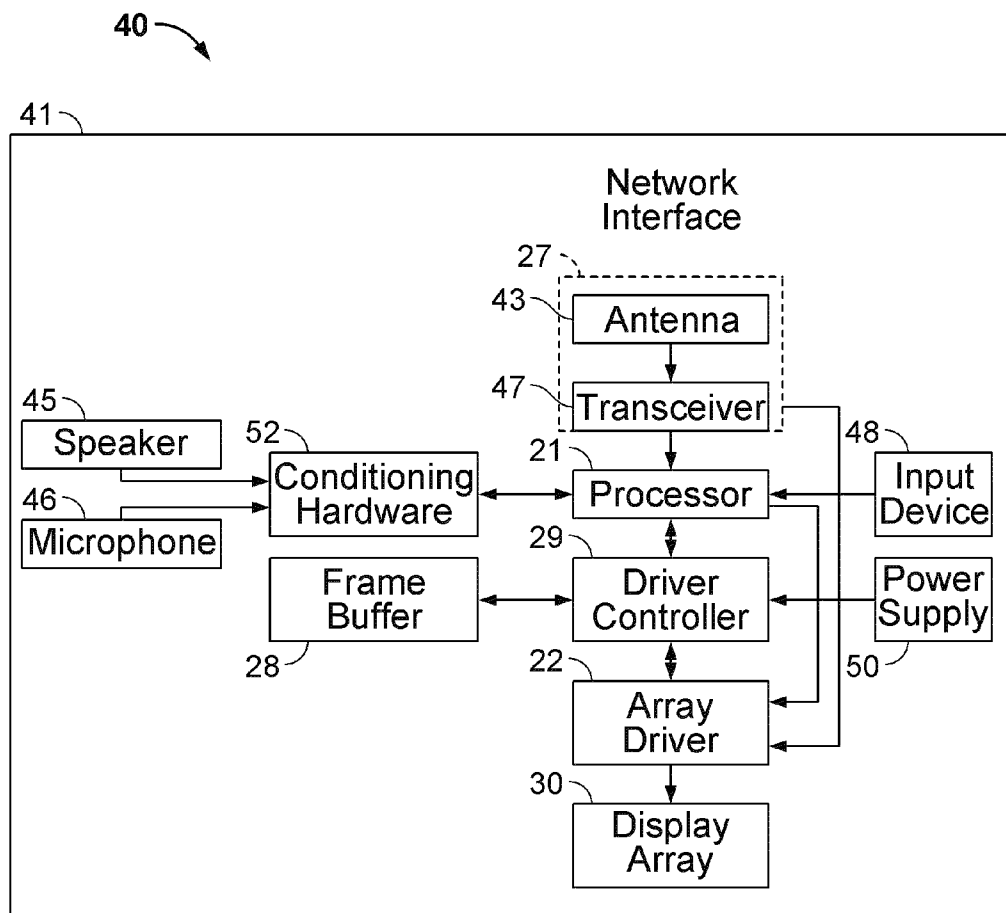 40
41
Network
Interface
27
43
Antenna
47
Transceiver
45
Speaker
46
Microphone
52
Conditioning
Hardware
21
Processor
48
Input
Device
Frame
Buffer
28
29
Driver
Controller
Power
Supply
50
22
Array
Driver
30
Display
Array